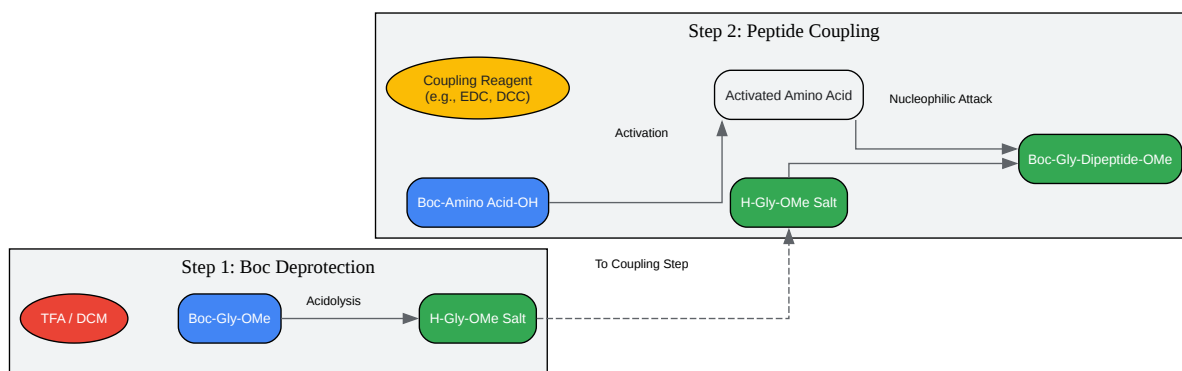 Step 2: Peptide Coupling
Coupling Reagent
(e.g., EDC, DCC)
Activated Amino Acid
Nucleophilic Attack
Activation
Boc-Gly-Dipeptide-OMe
Boc-Amino Acid-OH
H-Gly-OMe Salt
Step 1: Boc Deprotection
To Coupling Step
TFA / DCM
Boc-Gly-OMe
Acidolysis
H-Gly-OMe Salt